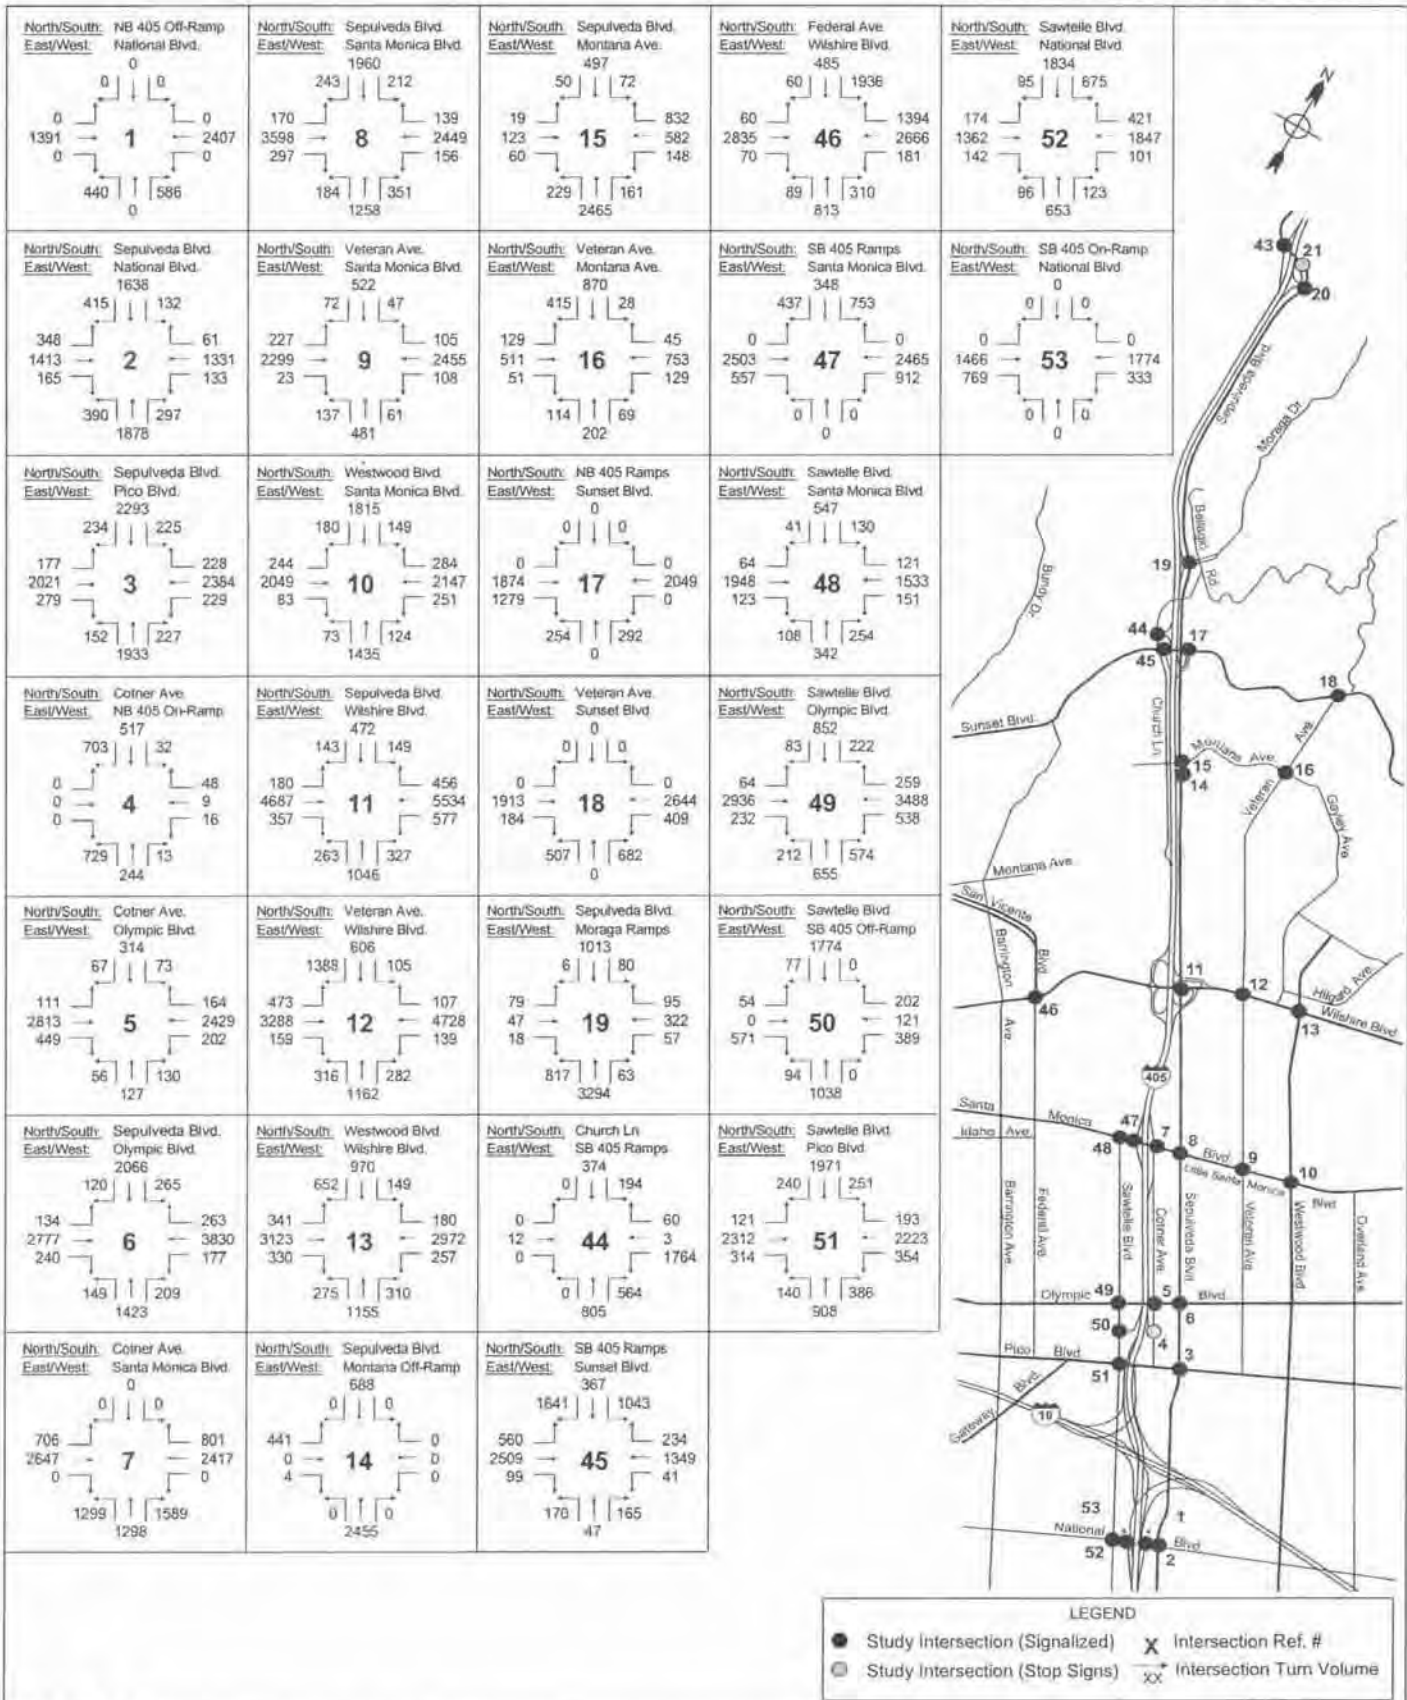 North/South: NB 405 Off-Ramp
East/West: National Blvd.
0
0 0
0 0
1391 1 2407
0 0
440 586
0
North/South: Sepulveda Blvd.
East/West: Santa Monica Blvd.
1960
243 212
170 139
3598 8 2449
297 156
184 351
1258
North/South: Sepulveda Blvd.
East/West: Montana Ave.
497
50 72
19 832
123 15 582
60 148
229 161
2465
North/South: Federal Ave.
East/West: Wilshire Blvd.
485
60 1936
60 1394
2835 46 2666
70 181
89 310
813
North/South: Sawtelle Blvd.
East/West: National Blvd.
1834
95 675
174 421
1362 52 1847
142 101
96 123
653
North/South: Sepulveda Blvd.
East/West: National Blvd.
1638
415 132
348 61
1413 2 1331
165 133
390 297
1878
North/South: Veteran Ave.
East/West: Santa Monica Blvd.
522
72 47
227 105
2299 9 2455
23 108
137 61
481
North/South: Veteran Ave.
East/West: Montana Ave.
870
415 28
129 45
511 16 753
51 129
114 69
202
North/South: SB 405 Ramps
East/West: Santa Monica Blvd.
348
437 753
0 0
2503 47 2465
557 912
0 0
0
North/South: SB 405 On-Ramp
East/West: National Blvd.
0
0 0
0 0
1466 53 1774
769 333
0 0
0
North/South: Sepulveda Blvd.
East/West: Pico Blvd.
2293
234 225
177 228
2021 3 2384
279 229
152 227
1933
North/South: Westwood Blvd.
East/West: Santa Monica Blvd.
1815
180 149
244 284
2049 10 2147
83 251
73 124
1435
North/South: NB 405 Ramps
East/West: Sunset Blvd.
0
0 0
0 0
1874 17 2049
1279 0
254 292
0
North/South: Sawtelle Blvd.
East/West: Santa Monica Blvd
547
41 130
64 121
1948 48 1533
123 151
108 254
342
North/South: Cotner Ave.
East/West: NB 405 On-Ramp
517
703 32
0 48
0 4 9
0 16
729 13
244
North/South: Sepulveda Blvd.
East/West: Wilshire Blvd.
472
143 149
180 456
4687 11 5534
357 577
263 327
1046
North/South: Veteran Ave.
East/West: Sunset Blvd.
0
0 0
0 0
1913 18 2644
184 409
507 682
0
North/South: Sawtelle Blvd.
East/West: Olympic Blvd.
852
83 222
64 259
2936 49 3488
232 538
212 574
655
North/South: Cotner Ave.
East/West: Olympic Blvd.
314
67 73
111 164
2813 5 2429
449 202
56 130
127
North/South: Veteran Ave.
East/West: Wilshire Blvd.
606
1388 105
473 107
3288 12 4728
159 139
316 282
1162
North/South: Sepulveda Blvd.
East/West: Moraga Ramps
1013
6 80
79 95
47 19 322
18 57
817 63
3294
North/South: Sawtelle Blvd.
East/West: SB 405 Off-Ramp
1774
77 0
54 202
0 50 121
571 389
94 0
1038
North/South: Sepulveda Blvd.
East/West: Olympic Blvd.
2066
120 265
134 263
2777 6 3830
240 177
149 209
1423
North/South: Westwood Blvd.
East/West: Wilshire Blvd.
970
652 149
341 180
3123 13 2972
330 257
275 310
1155
North/South: Church Ln
East/West: SB 405 Ramps
374
0 194
0 60
12 44 3
0 1764
0 564
805
North/South: Sawtelle Blvd.
East/West: Pico Blvd.
1971
240 251
121 193
2312 51 2223
314 354
140 386
908
North/South: Cotner Ave.
East/West: Santa Monica Blvd.
0
0 0
706 801
2647 7 2417
0 0
1299 1589
1298
North/South: Sepulveda Blvd.
East/West: Montana Off-Ramp
688
0 0
441 0
0 14 0
4 0
0 0
2455
North/South: SB 405 Ramps
East/West: Sunset Blvd.
367
1641 1043
560 234
2509 45 1349
99 41
170 165
47
N
43
21
20
Sepulveda Blvd.
Moraga Dr
Bellagio
Rd.
Bundy Dr.
19
44
17
45
18
Church Ln.
Sunset Blvd.
Montana Ave.
Ave.
15
16
14
Veteran
Gayley Ave
Montana Ave.
San Vicente
Blvd.
Barrington
Ave.
11
12
46
13
Hilgard Ave.
Wilshire Blvd.
405
Santa Monica Blvd.
Idaho Ave.
47
7
8
48
9
10
Little Santa Monica Blvd
Barrington Ave.
Federal Ave.
Sawtelle Blvd.
Cotner Ave.
Sepulveda Blvd.
Veteran Ave.
Westwood Blvd.
Overland Ave.
Olympic 49 5 Blvd.
6
50
4
Pico Blvd.
3
51
Gateway Blvd.
10
53
1
National Blvd.
52
2
LEGEND
Study Intersection (Signalized) X Intersection Ref. #
Study Intersection (Stop Signs) XX Intersection Turn Volume